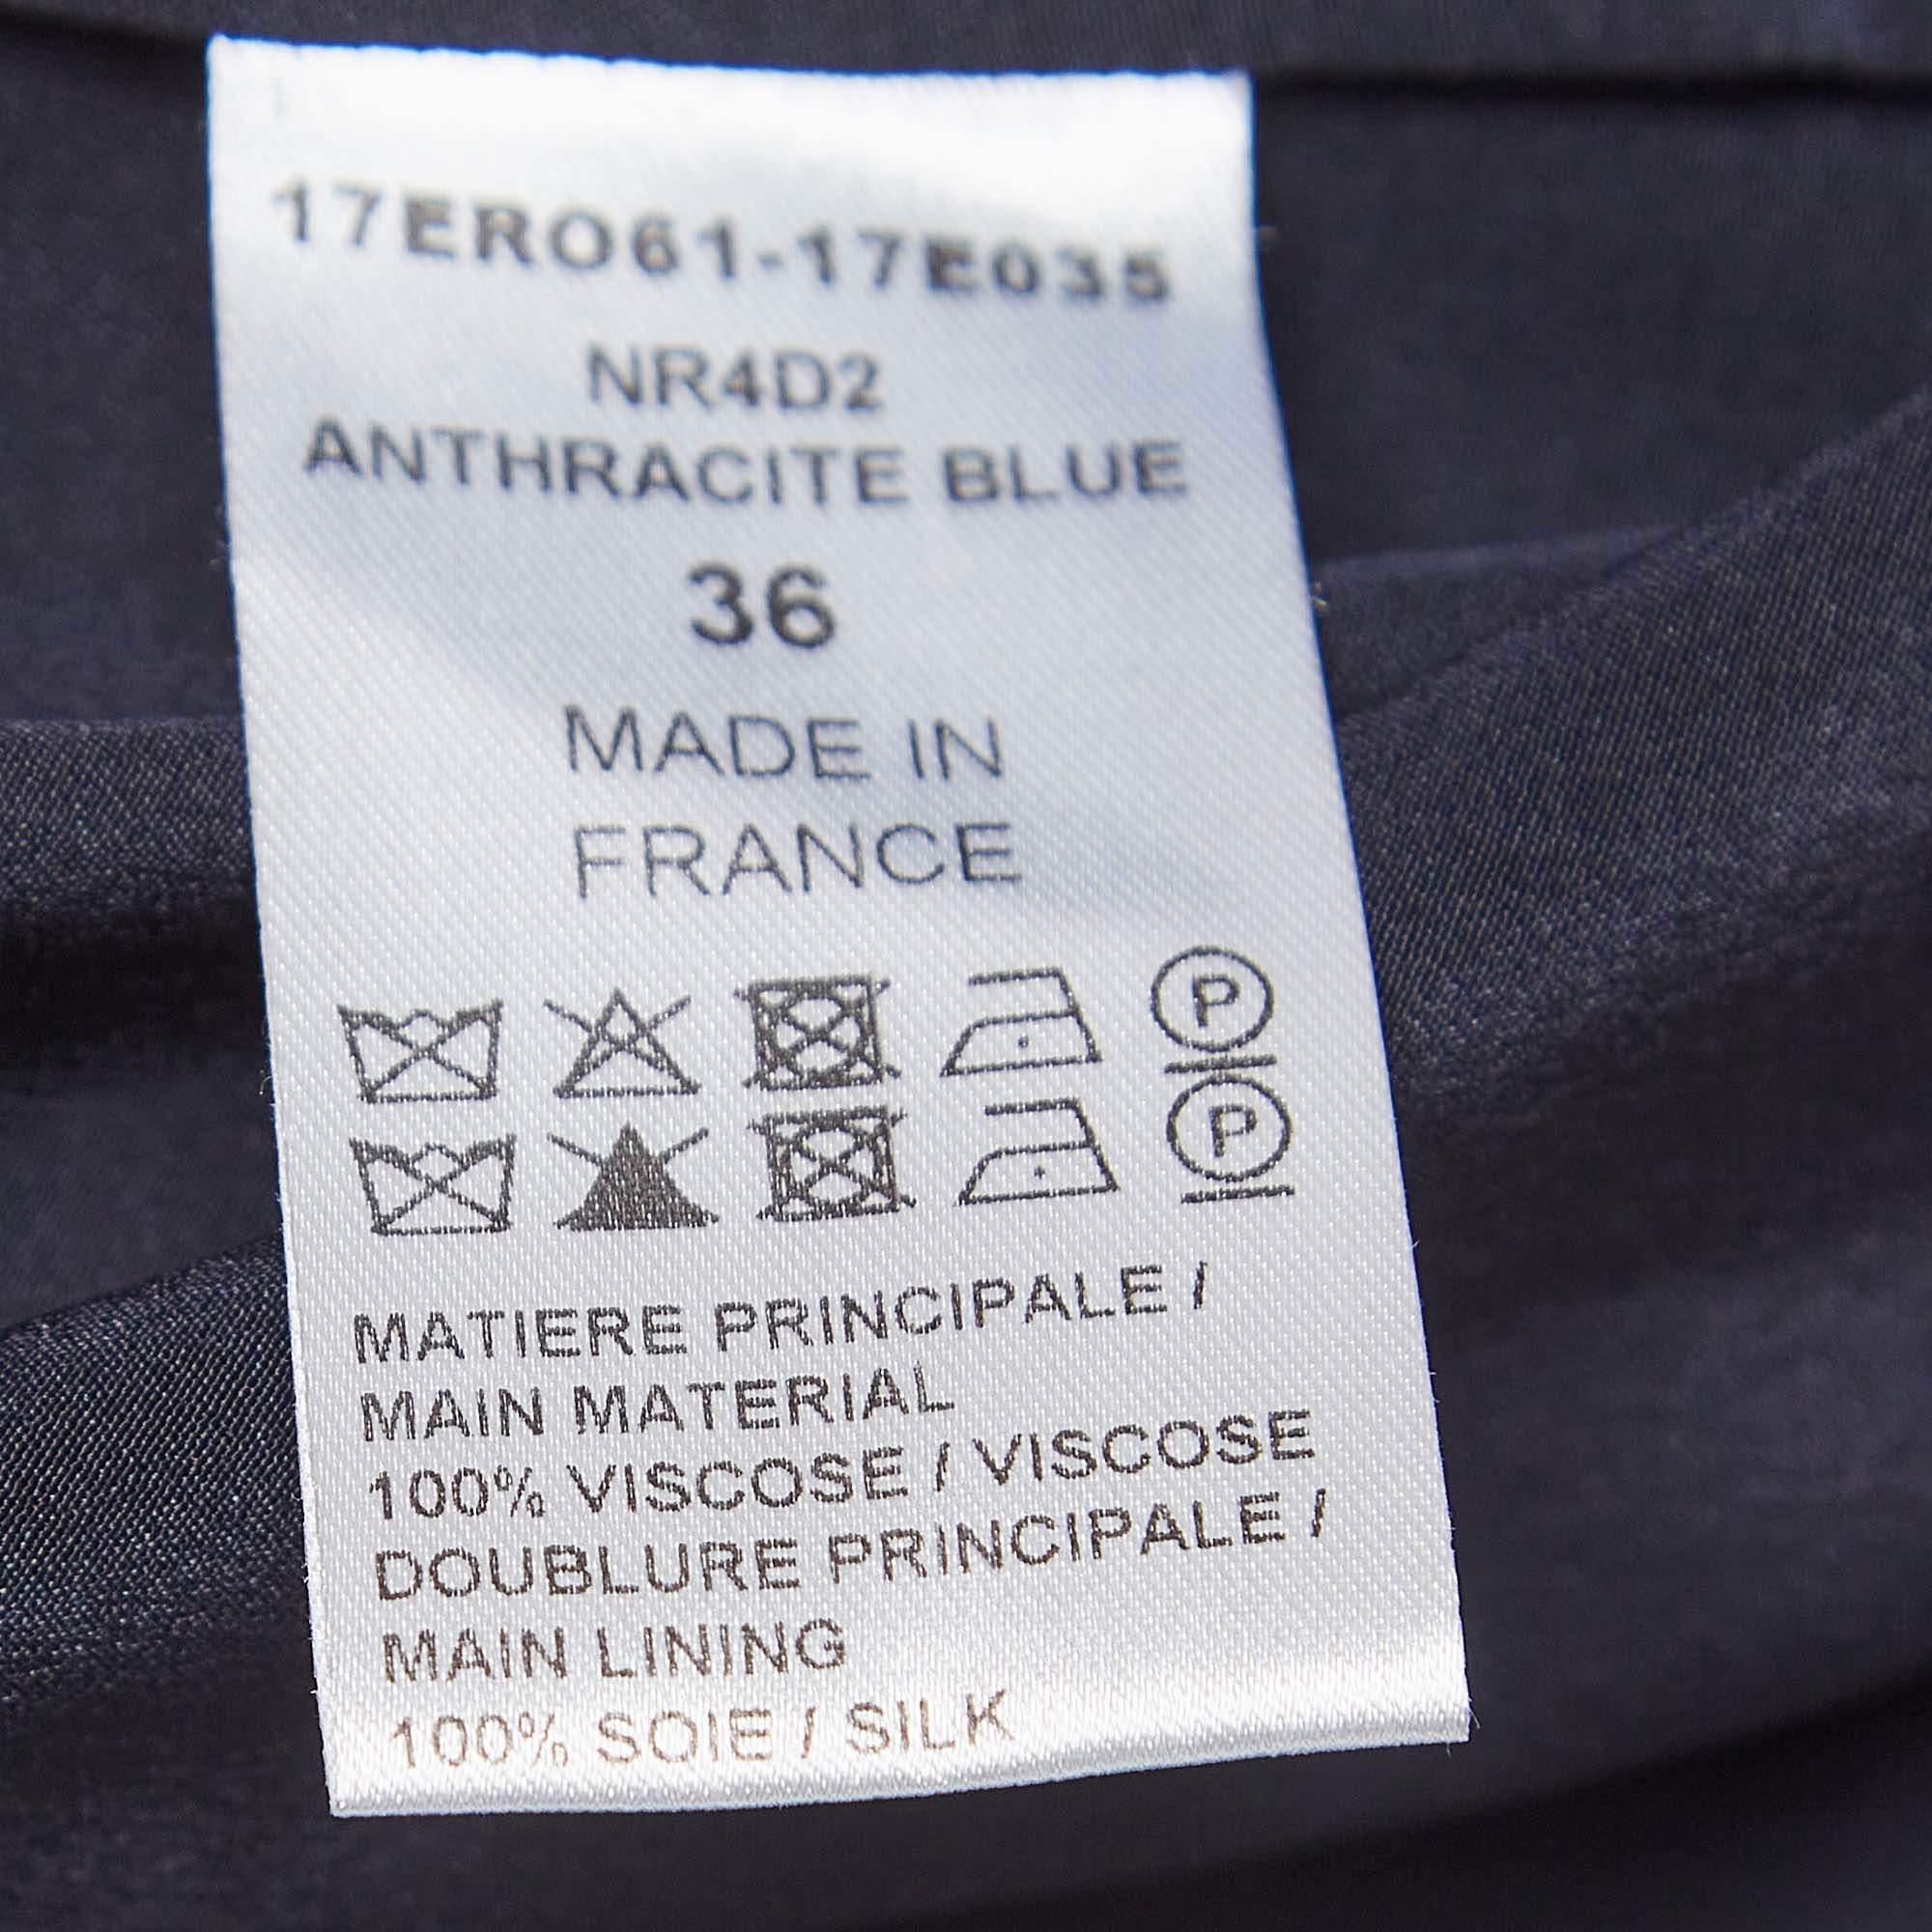 17ERO61-17E035
NR4D2
ANTHRACITE BLUE
36
MADE IN
FRANCE
P
P
MATIERE PRINCIPALE /
MAIN MATERIAL
100% VISCOSE / VISCOSE
DOUBLURE PRINCIPALE /
MAIN LINING
100% SOIE / SILK